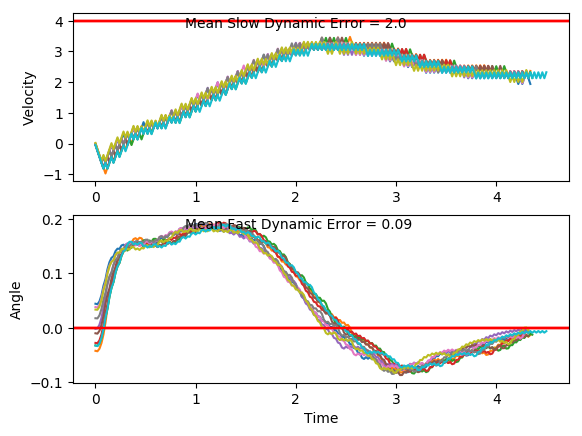 4
3
2
1
0
−1
Velocity
Mean Slow Dynamic Error = 2.0
0 1 2 3 4
0.2
0.1
0.0
−0.1
Angle
Mean Fast Dynamic Error = 0.09
0 1 2 3 4
Time